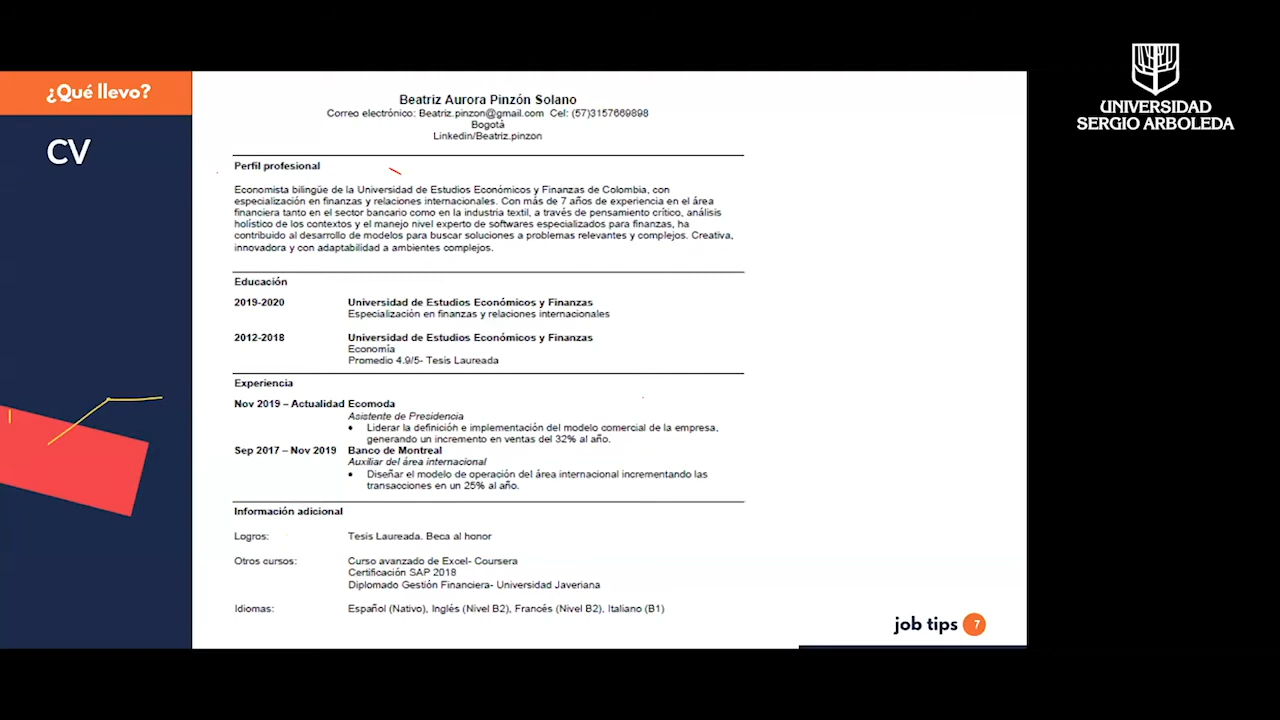 ¿Qué llevo?
CV
Beatriz Aurora Pinzón Solano
Correo electrónico: Beatriz.pinzon@gmail.com Cel: (57)3157669898
Bogotá
Linkedin/Beatriz.pinzon
Perfil profesional
Economista bilingüe de la Universidad de Estudios Económicos y Finanzas de Colombia, con
especialización en finanzas y relaciones internacionales. Con más de 7 años de experiencia en el área
financiera tanto en el sector bancario como en la industria textil, a través de pensamiento crítico, análisis
holístico de los contextos y el manejo nivel experto de softwares especializados para finanzas, ha
contribuido al desarrollo de modelos para buscar soluciones a problemas relevantes y complejos. Creativa,
innovadora y con adaptabilidad a ambientes complejos.
Educación
2019-2020 Universidad de Estudios Económicos y Finanzas
Especialización en finanzas y relaciones internacionales
2012-2018 Universidad de Estudios Económicos y Finanzas
Economía
Promedio 4.9/5- Tesis Laureada
Experiencia
Nov 2019 – Actualidad Ecomoda
Asistente de Presidencia
• Liderar la definición e implementación del modelo comercial de la empresa,
generando un incremento en ventas del 32% al año.
Sep 2017 – Nov 2019 Banco de Montreal
Auxiliar del área internacional
• Diseñar el modelo de operación del área internacional incrementando las
transacciones en un 25% al año.
Información adicional
Logros: Tesis Laureada. Beca al honor
Otros cursos: Curso avanzado de Excel- Coursera
Certificación SAP 2018
Diplomado Gestión Financiera- Universidad Javeriana
Idiomas: Español (Nativo), Inglés (Nivel B2), Francés (Nivel B2), Italiano (B1)
job tips 7
UNIVERSIDAD
SERGIO ARBOLEDA